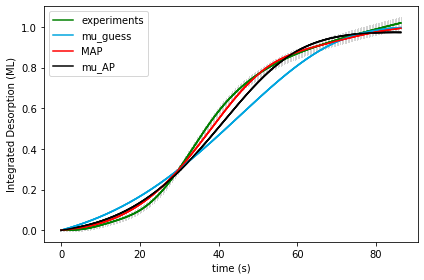 experiments
mu_guess
MAP
mu_AP
1.0
0.8
0.6
0.4
0.2
0.0
Integrated Desorption (ML)
0
20
40
60
80
time (s)